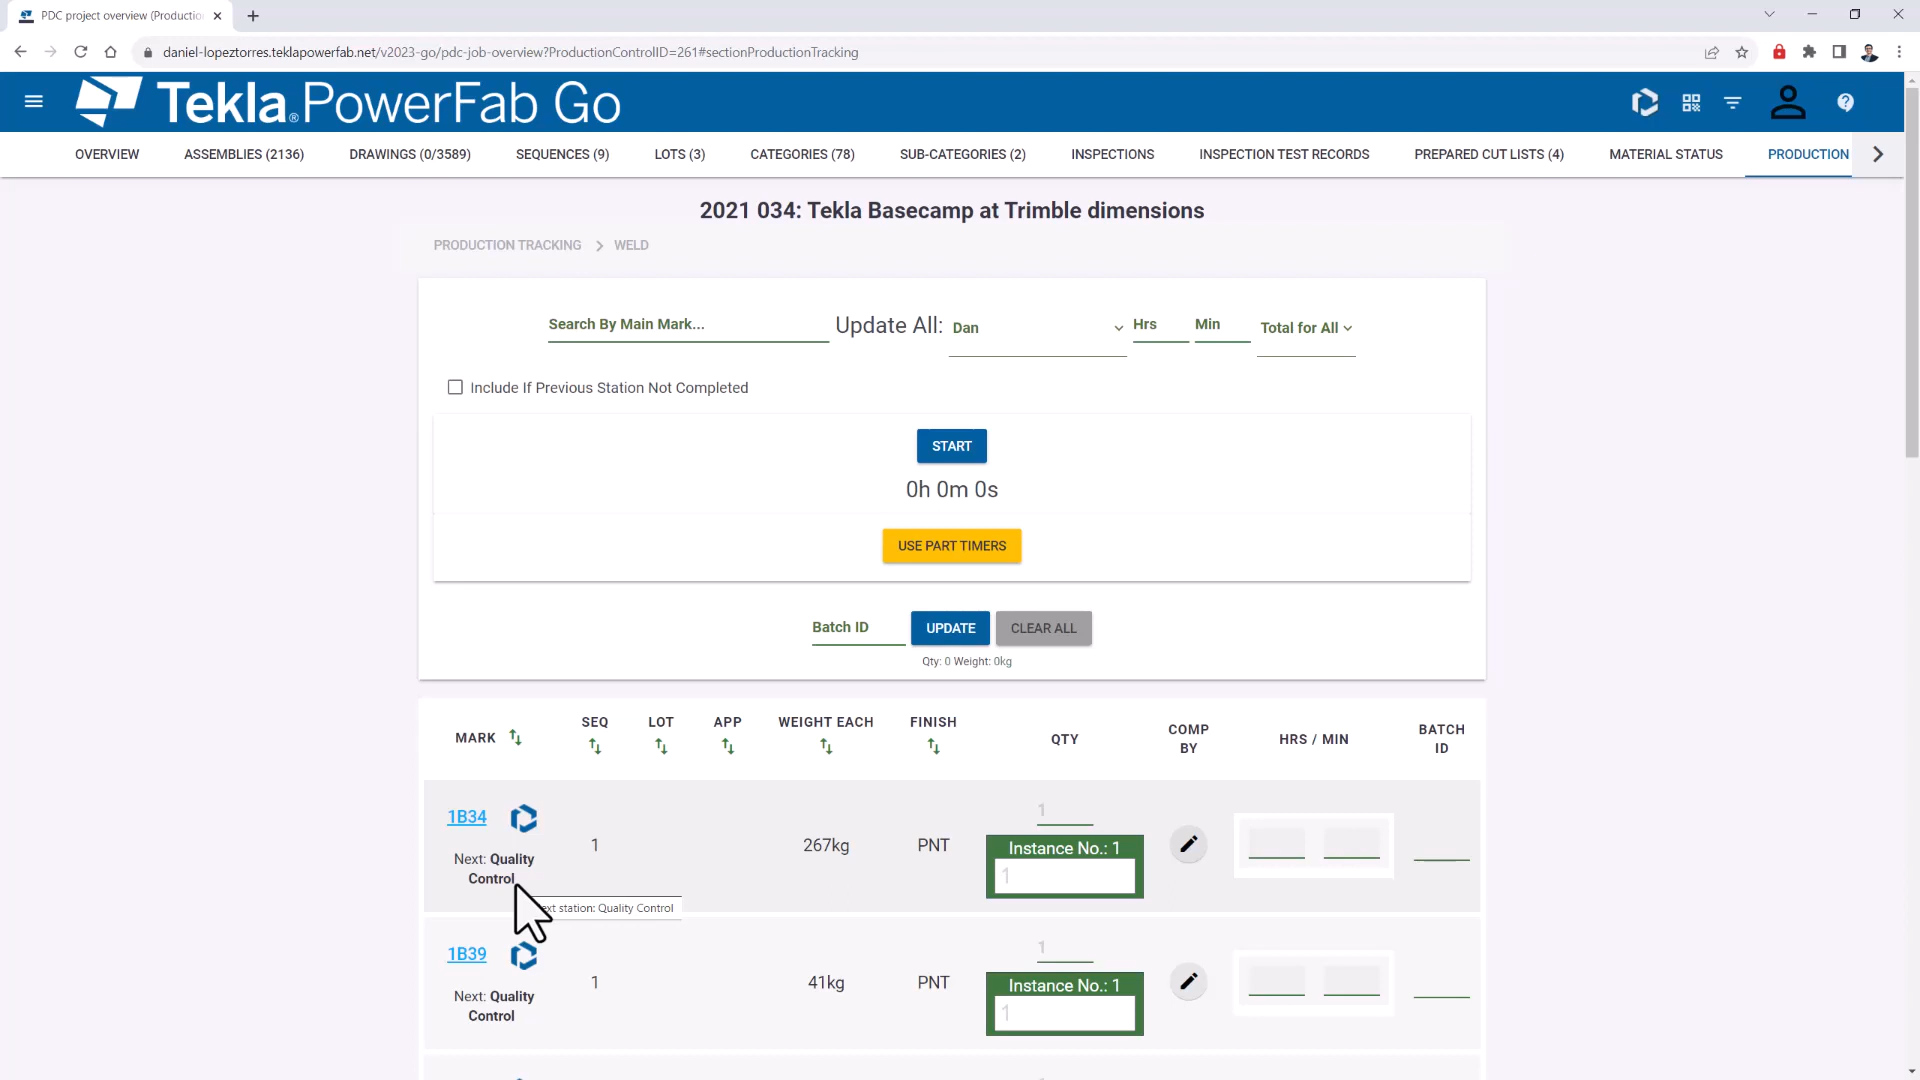 PDC project overview (Productio
daniel-lopeztorres.teklapowerfab.net/v2023-go/pdc-job-overview?ProductionControlID=261#sectionProductionTracking
Tekla® PowerFab Go
OVERVIEW
ASSEMBLIES (2136)
DRAWINGS (0/3589)
SEQUENCES (9)
LOTS (3)
CATEGORIES (78)
SUB-CATEGORIES (2)
INSPECTIONS
INSPECTION TEST RECORDS
PREPARED CUT LISTS (4)
MATERIAL STATUS
PRODUCTION
2021 034: Tekla Basecamp at Trimble dimensions
PRODUCTION TRACKING > WELD
Search By Main Mark...
Update All:
Dan
Hrs
Min
Total for All
Include If Previous Station Not Completed
START
0h 0m 0s
USE PART TIMERS
Batch ID
UPDATE
CLEAR ALL
Qty: 0 Weight: 0kg
MARK
SEQ
LOT
APP
WEIGHT EACH
FINISH
QTY
COMP
BY
HRS / MIN
BATCH
ID
1B34
Next: Quality
Control
1
267kg
PNT
1
Instance No.: 1
1
ext station: Quality Control
1B39
Next: Quality
Control
1
41kg
PNT
1
Instance No.: 1
1